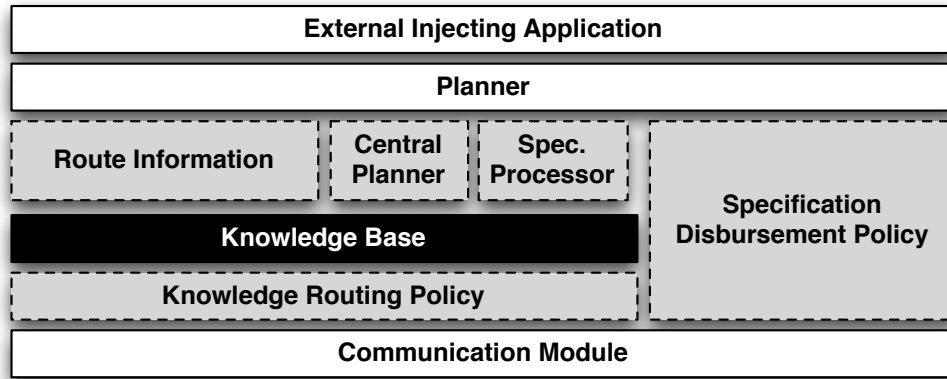 External Injecting Application
Planner
Route Information
Central
Planner
Spec.
Processor
Specification
Disbursement Policy
Knowledge Base
Knowledge Routing Policy
Communication Module